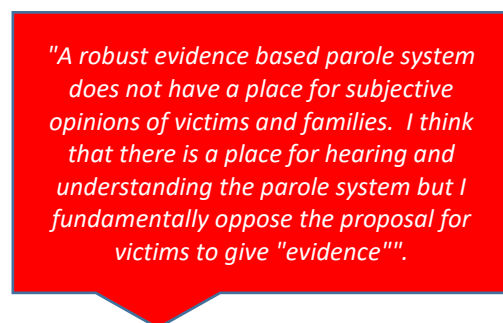 "A robust evidence based parole system
does not have a place for subjective
opinions of victims and families.  I think
that there is a place for hearing and
understanding the parole system but I
fundamentally oppose the proposal for
victims to give "evidence"".